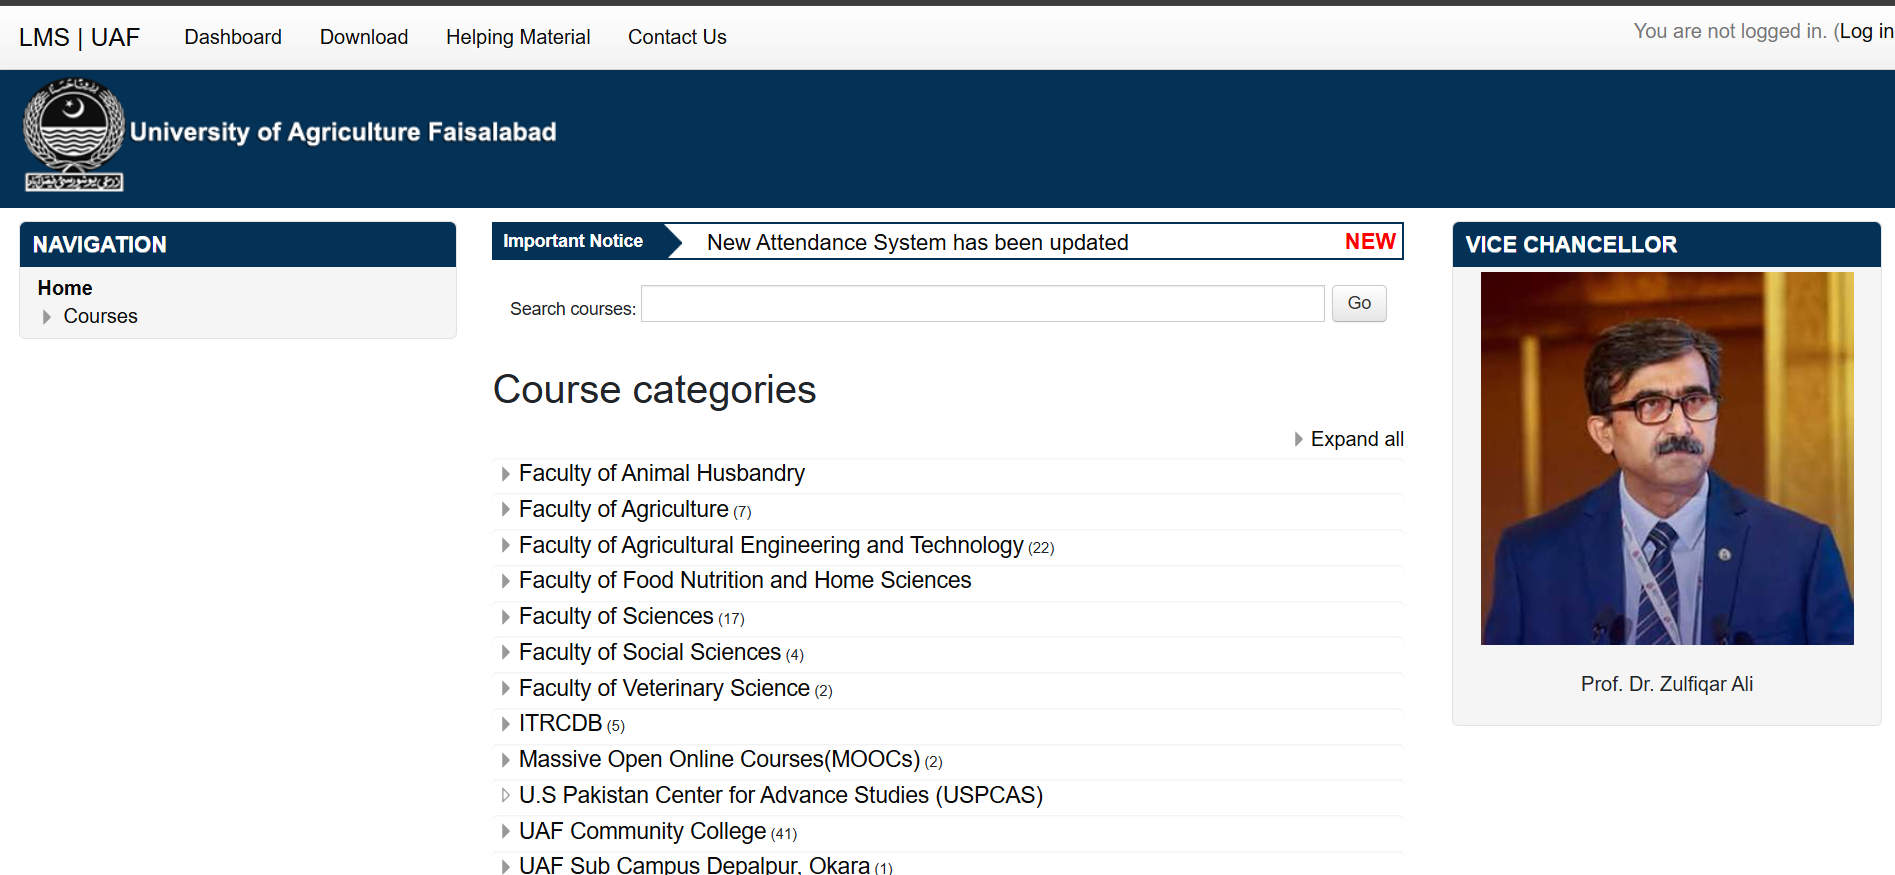 LMS | UAF Dashboard Download Helping Material Contact Us
You are not logged in. (Log in
University of Agriculture Faisalabad
NAVIGATION
Home
Courses
Important Notice New Attendance System has been updated NEW
Search courses: Go
Course categories
Expand all
Faculty of Animal Husbandry
Faculty of Agriculture (7)
Faculty of Agricultural Engineering and Technology (22)
Faculty of Food Nutrition and Home Sciences
Faculty of Sciences (17)
Faculty of Social Sciences (4)
Faculty of Veterinary Science (2)
ITRCDB (5)
Massive Open Online Courses(MOOCs) (2)
U.S Pakistan Center for Advance Studies (USPCAS)
UAF Community College (41)
UAF Sub Campus Depalpur, Okara (1)
VICE CHANCELLOR
Prof. Dr. Zulfiqar Ali